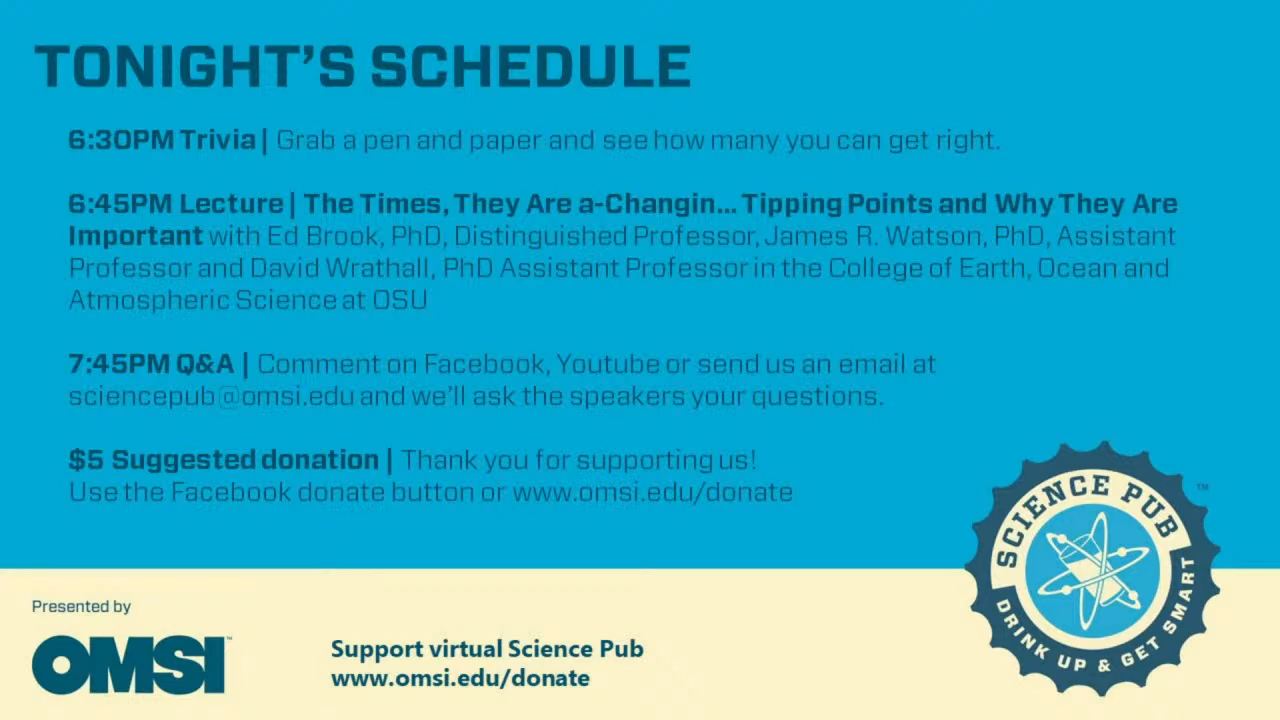 TONIGHT'S SCHEDULE
6:30PM Trivia | Grab a pen and paper and see how many you can get right.
6:45PM Lecture | The Times, They Are a-Changin... Tipping Points and Why They Are
Important with Ed Brook, PhD, Distinguished Professor, James R. Watson, PhD, Assistant
Professor and David Wrathall, PhD Assistant Professor in the College of Earth, Ocean and
Atmospheric Science at OSU
7:45PM Q&A | Comment on Facebook, Youtube or send us an email at
sciencepub@omsi.edu and we'll ask the speakers your questions.
$5 Suggested donation | Thank you for supporting us!
Use the Facebook donate button or www.omsi.edu/donate
SCIENCE PUB ™
DRINK UP & GET SMART
Presented by
OMSI™
Support virtual Science Pub
www.omsi.edu/donate